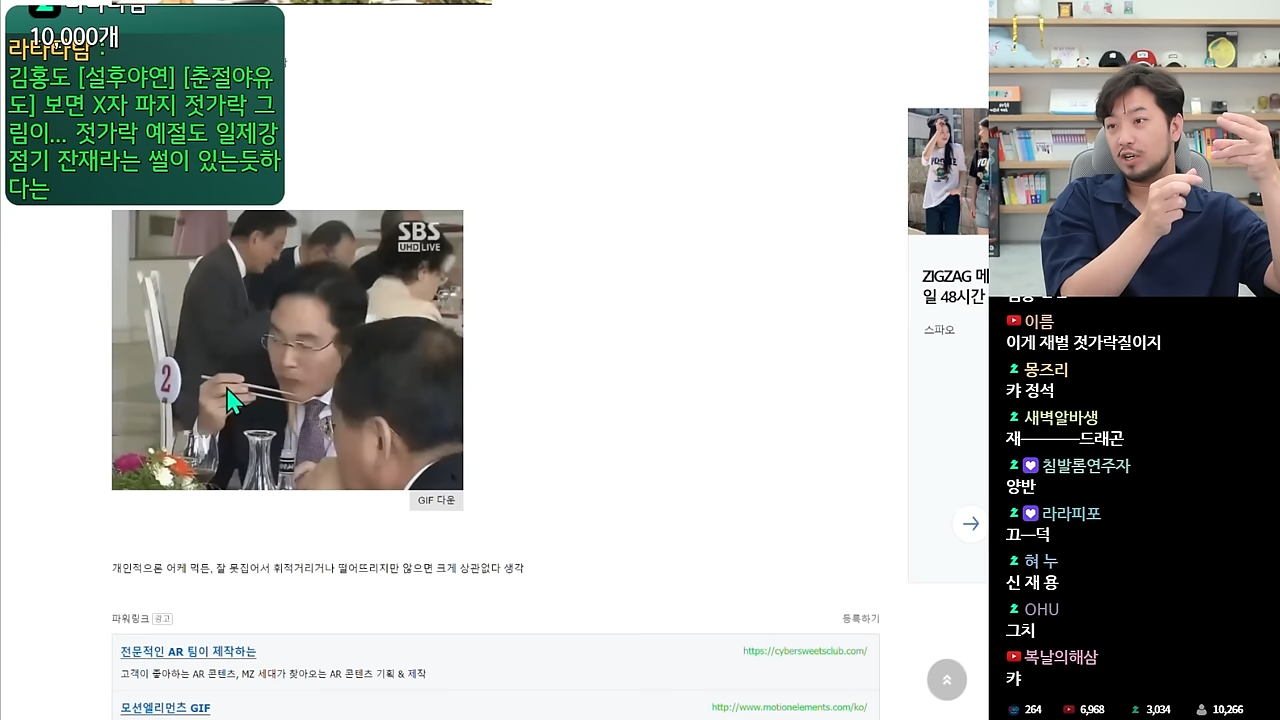 10,000개
라따라땀 :
김홍도 [설후야연] [춘절야유
도] 보면 X자 파지 젓가락 그
림이... 젓가락 예절도 일제강
점기 잔재라는 썰이 있는듯하
다는
SBS
UHD LIVE
2
GIF 다운
개인적으론 어케 먹든, 잘 못집어서 휘적거리거나 떨어뜨리지만 않으면 크게 상관없다 생각
파워링크 광고
등록하기
전문적인 AR 팀이 제작하는
https://cybersweetsclub.com/
고객이 좋아하는 AR 콘텐츠, MZ 세대가 찾아오는 AR 콘텐츠 기획 & 제작
모션엘리먼츠 GIF
http://www.motionelements.com/ko/
ZIGZAG 메
일 48시간
스파오
이름
이게 재벌 젓가락질이지
몽즈리
캬 정석
새벽알바생
재────드래곤
침발롬연주자
양반
라라피포
끄─덕
혀 누
신 재 용
OHU
그치
복날의해삼
캬
264
6,968
3,034
10,266